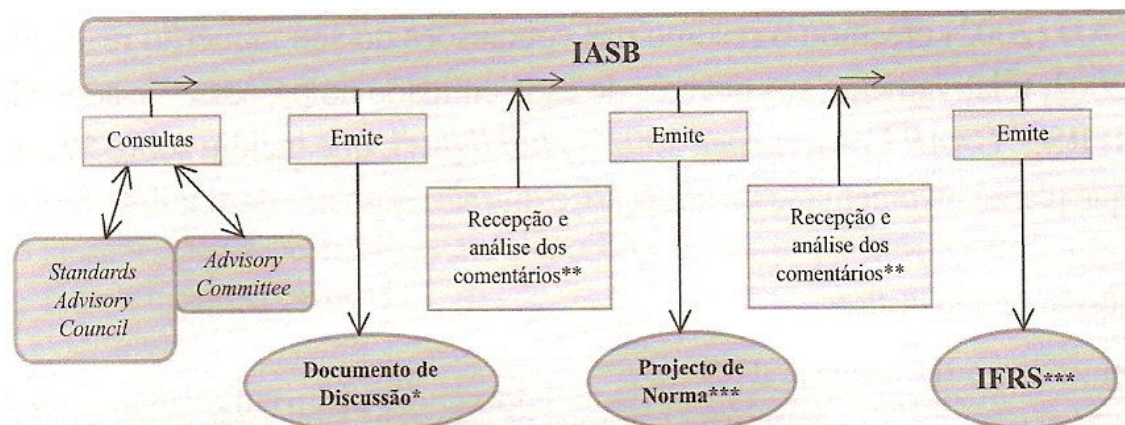 IASB
Consultas
Emite
Emite
Emite
Recepção e
análise dos
comentários**
Recepção e
análise dos
comentários**
Standards
Advisory
Council
Advisory
Committee
Documento de
Discussão*
Projecto de
Norma***
IFRS***